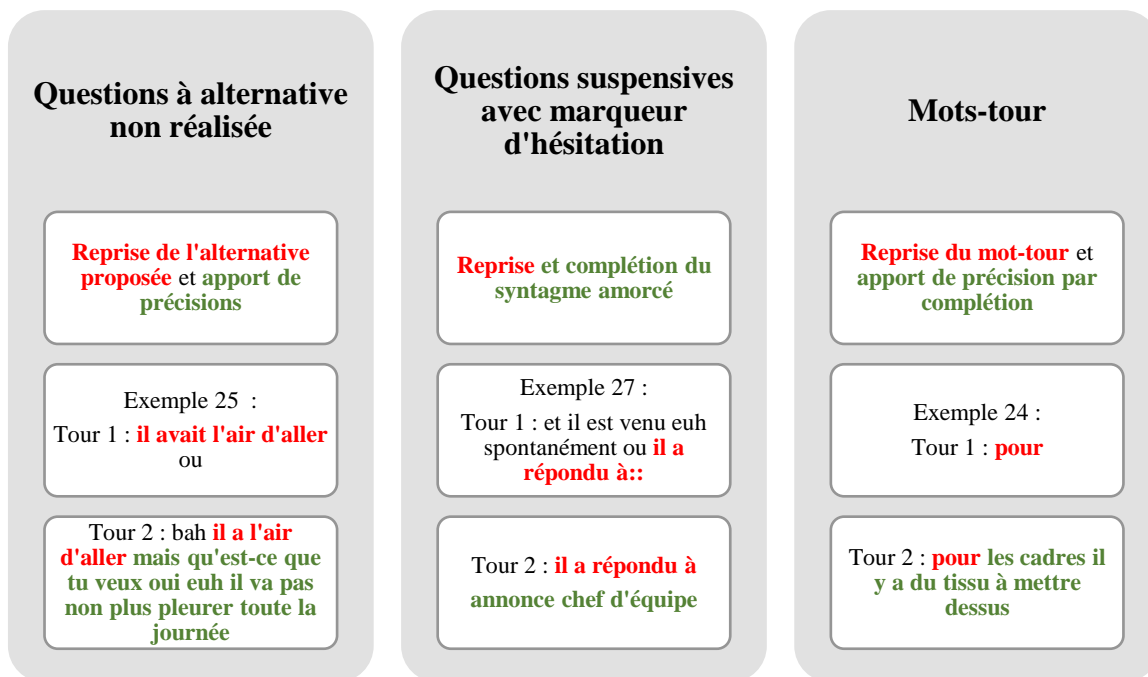 Questions à alternative
non réalisée
Reprise de l'alternative
proposée et apport de
précisions
Exemple 25  :
Tour 1 : il avait l'air d'aller
ou
Tour 2 : bah il a l'air
d'aller mais qu'est-ce que
tu veux oui euh il va pas
non plus pleurer toute la
journée
Questions suspensives
avec marqueur
d'hésitation
Reprise et complétion du
syntagme amorcé
Exemple 27 :
Tour 1 : et il est venu euh
spontanément ou il a
répondu à::
Tour 2 : il a répondu à
annonce chef d'équipe
Mots-tour
Reprise du mot-tour et
apport de précision par
complétion
Exemple 24 :
Tour 1 : pour
Tour 2 : pour les cadres il
y a du tissu à mettre
dessus